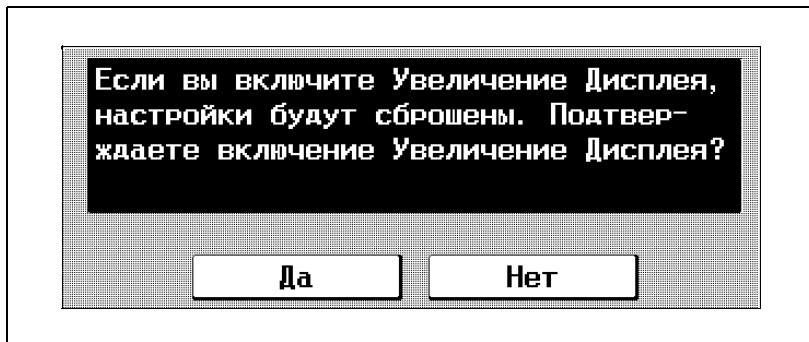 Если вы включите Увеличение Дисплея,
настройки будут сброшены. Подтвер-
ждаете включение Увеличение Дисплея?
Да
Нет